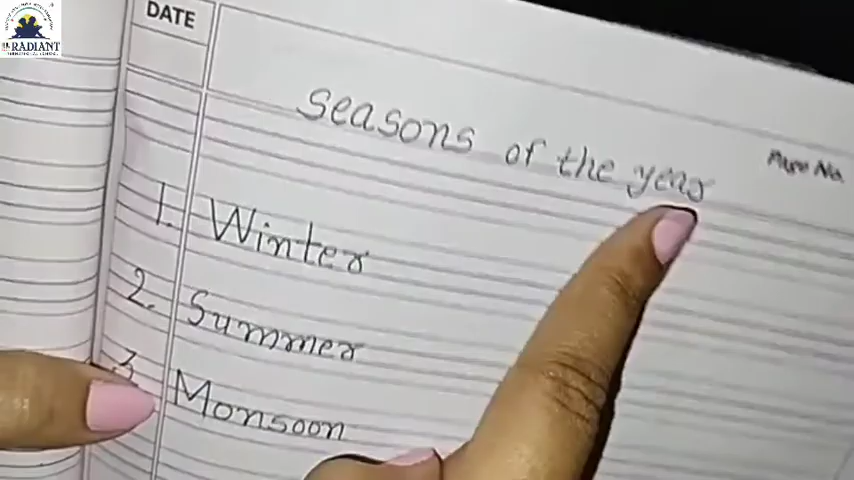 RADIANT
DATE
Seasons of the year
Page No.
1. Winter
2. Summer
3. Monsoon